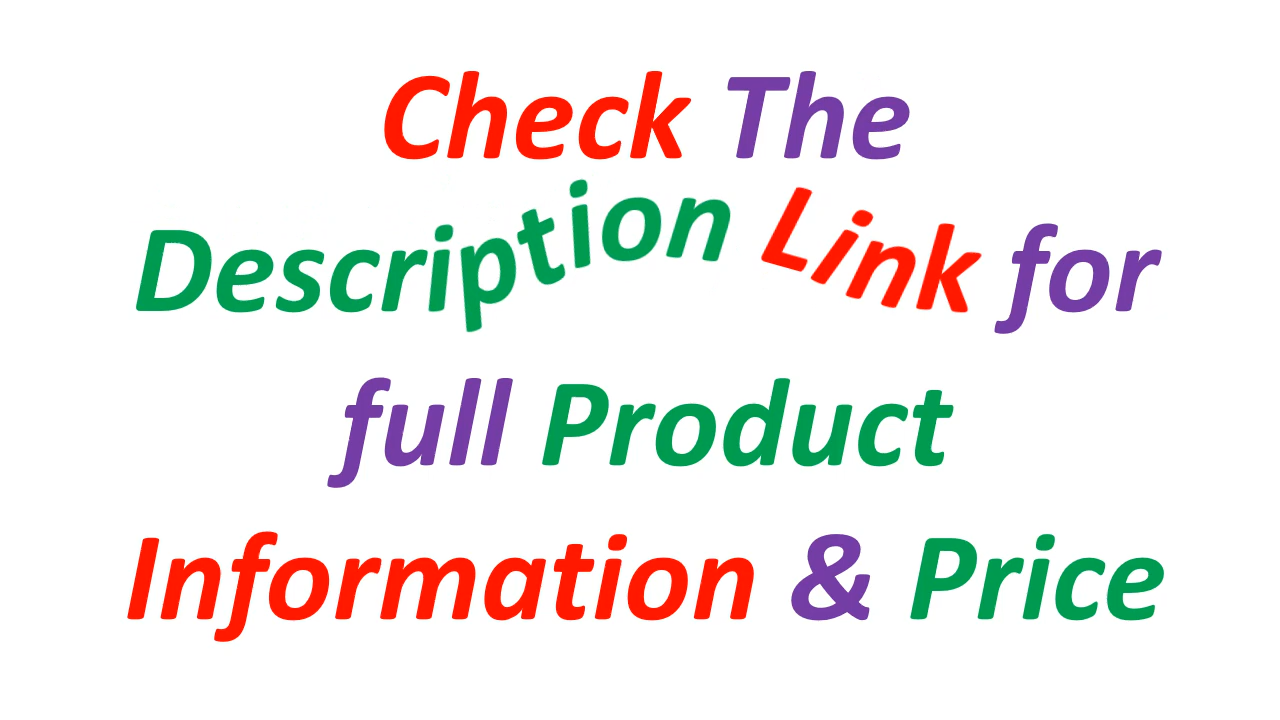 Check The
Description Link for
full Product
Information & Price